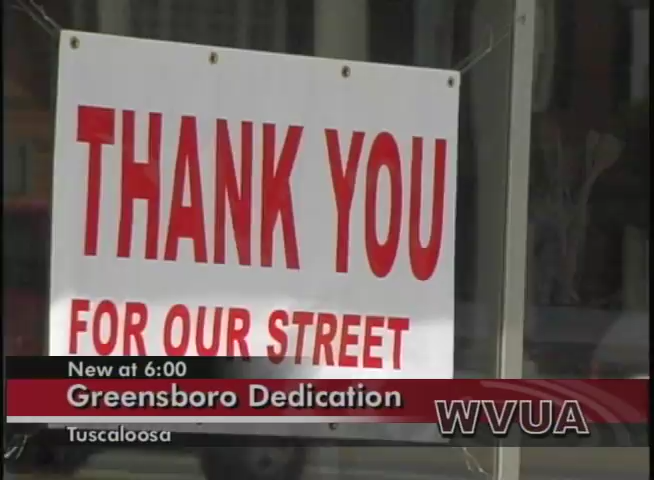 THANK YOU
FOR OUR STREET
New at 6:00
Greensboro Dedication
WVUA
Tuscaloosa